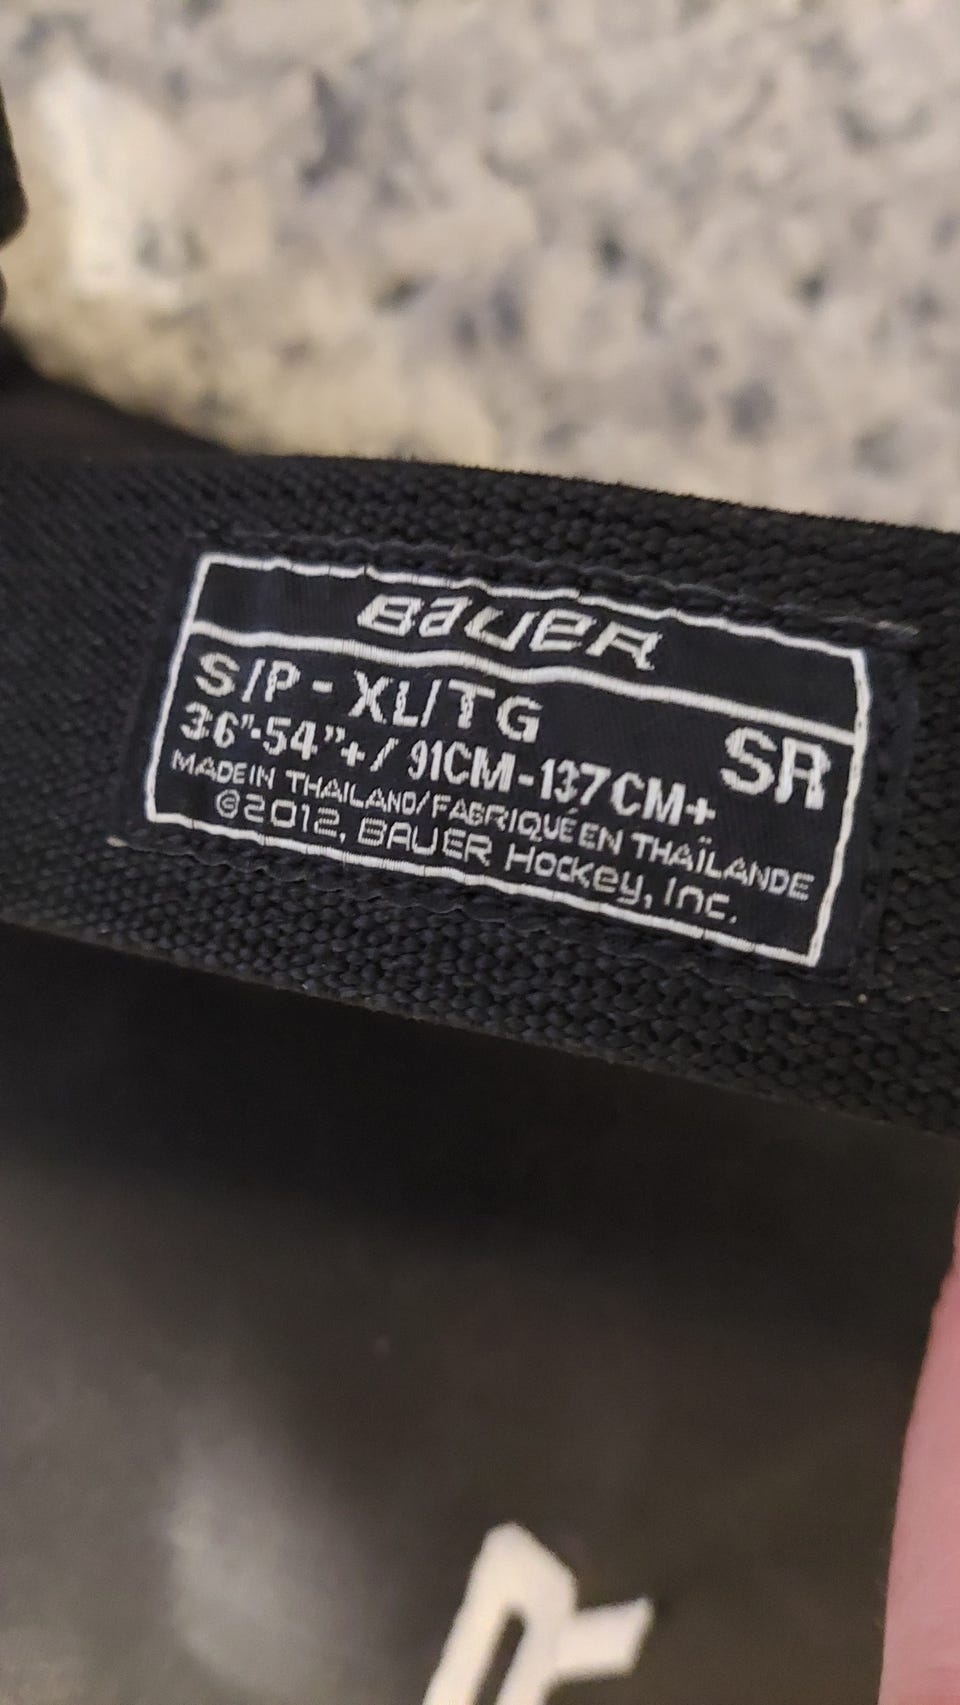 BAUER
S/P - XL/TG
SR
36"-54"+/ 91CM-137CM+
MADE IN THAILAND/FABRIQUÉ EN THAÏLANDE
©2012, BAUER Hockey, Inc.
R